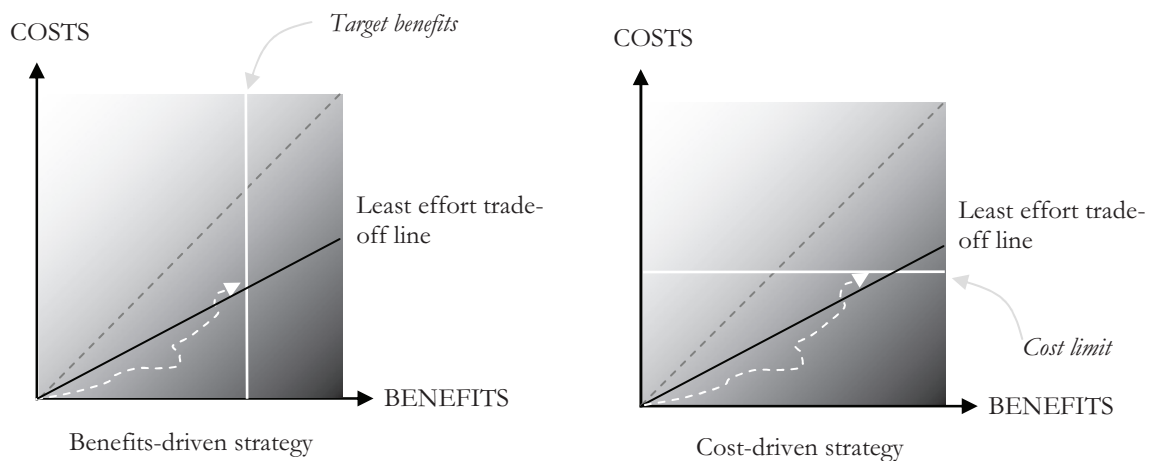 COSTS
Target benefits
Least effort trade-
off line
BENEFITS
Benefits-driven strategy
COSTS
Least effort trade-
off line
Cost limit
BENEFITS
Cost-driven strategy